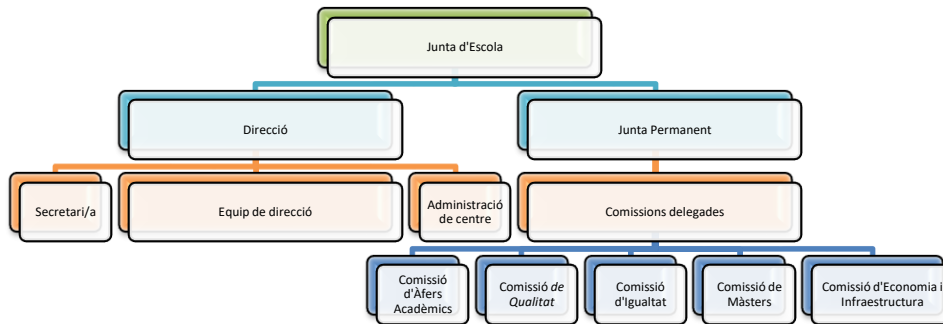 Junta d'Escola
Direcció
Junta Permanent
Secretari/a
Equip de direcció
Administració
de centre
Comissions delegades
Comissió
d'Àfers
Acadèmics
Comissió de
Qualitat
Comissió
d'Igualtat
Comissió de
Màsters
Comissió d'Economia i
Infraestructura